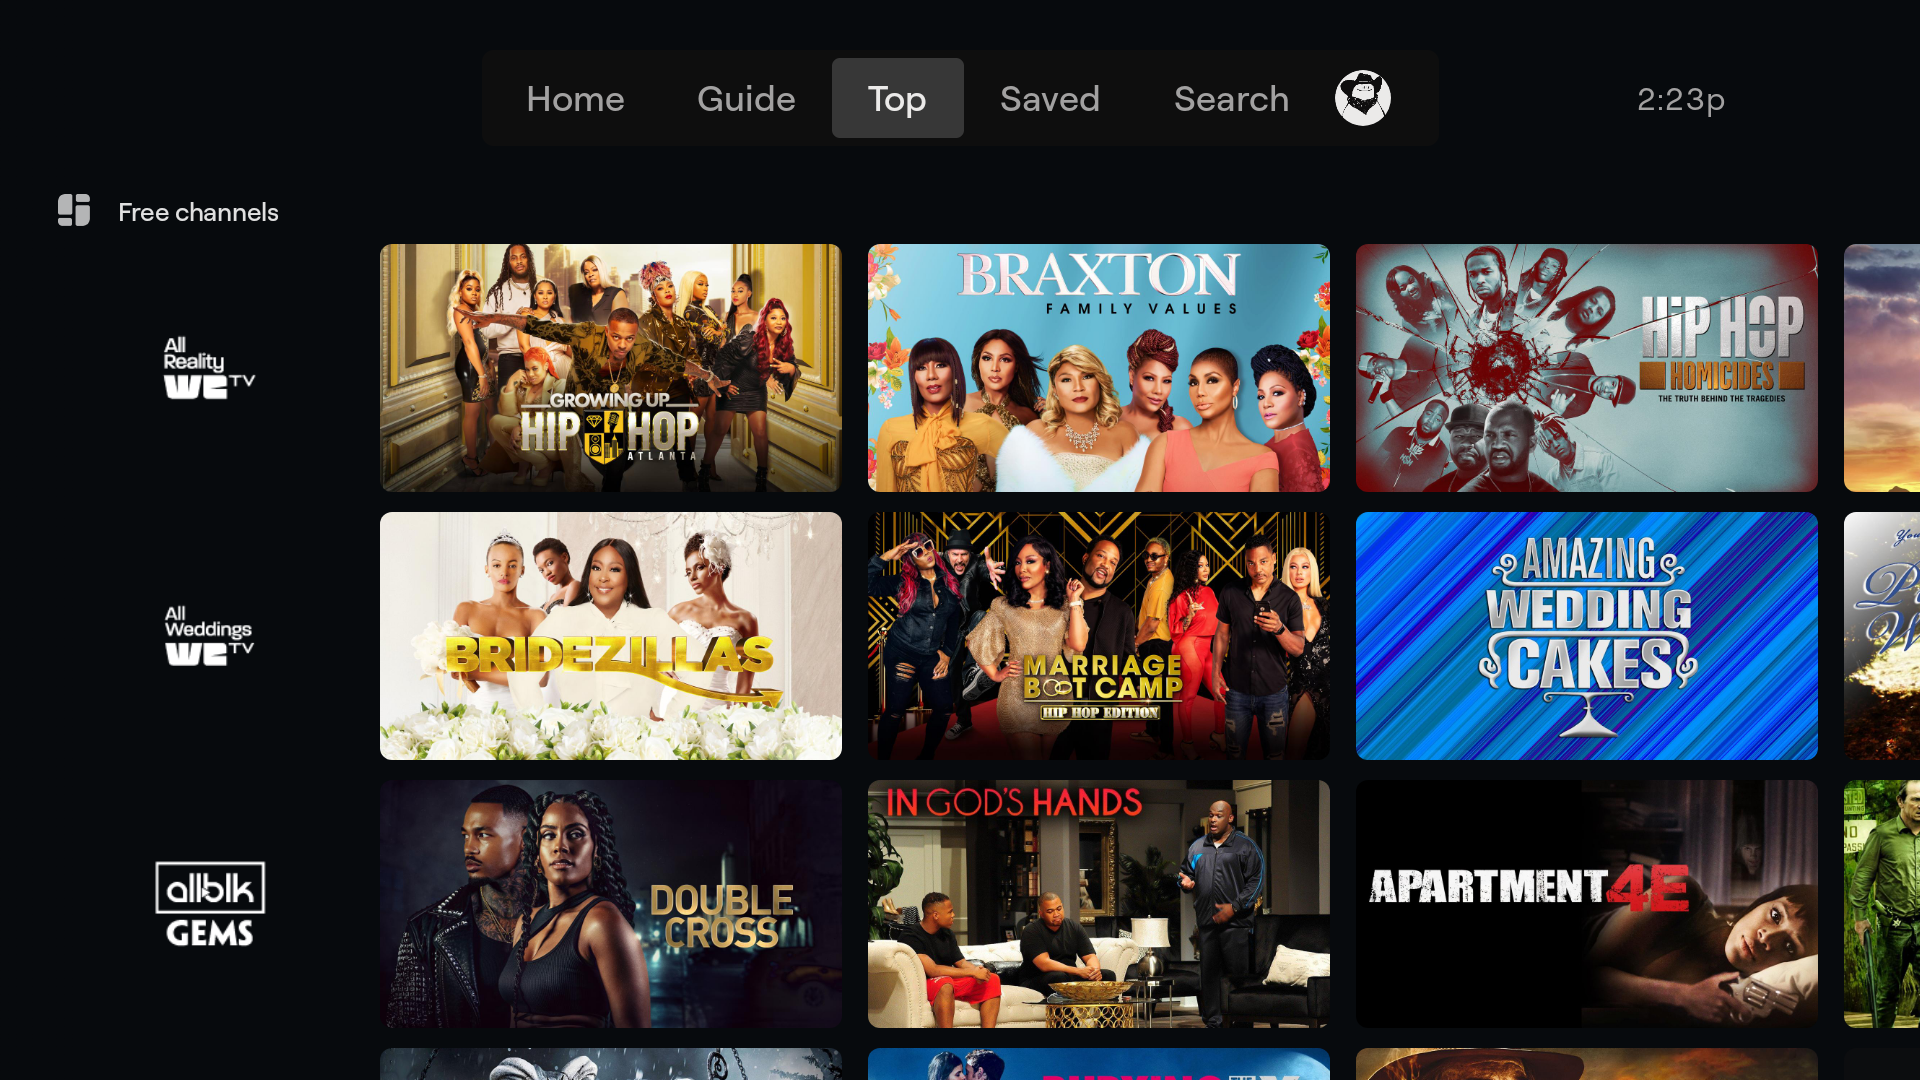 Home
Guide
Top
Saved
Search
2:23p
Free channels
All
Reality
WE TV
GROWING UP
HIP HOP
ATLANTA
BRAXTON
FAMILY VALUES
HIP HOP
HOMICIDES
THE TRUTH BEHIND THE TRAGEDIES
All
Weddings
WE TV
BRIDEZILLAS
MARRIAGE
BOOT CAMP
HIP HOP EDITION
AMAZING
WEDDING
CAKES
allblk
GEMS
DOUBLE
CROSS
IN GOD'S HANDS
APARTMENT 4E